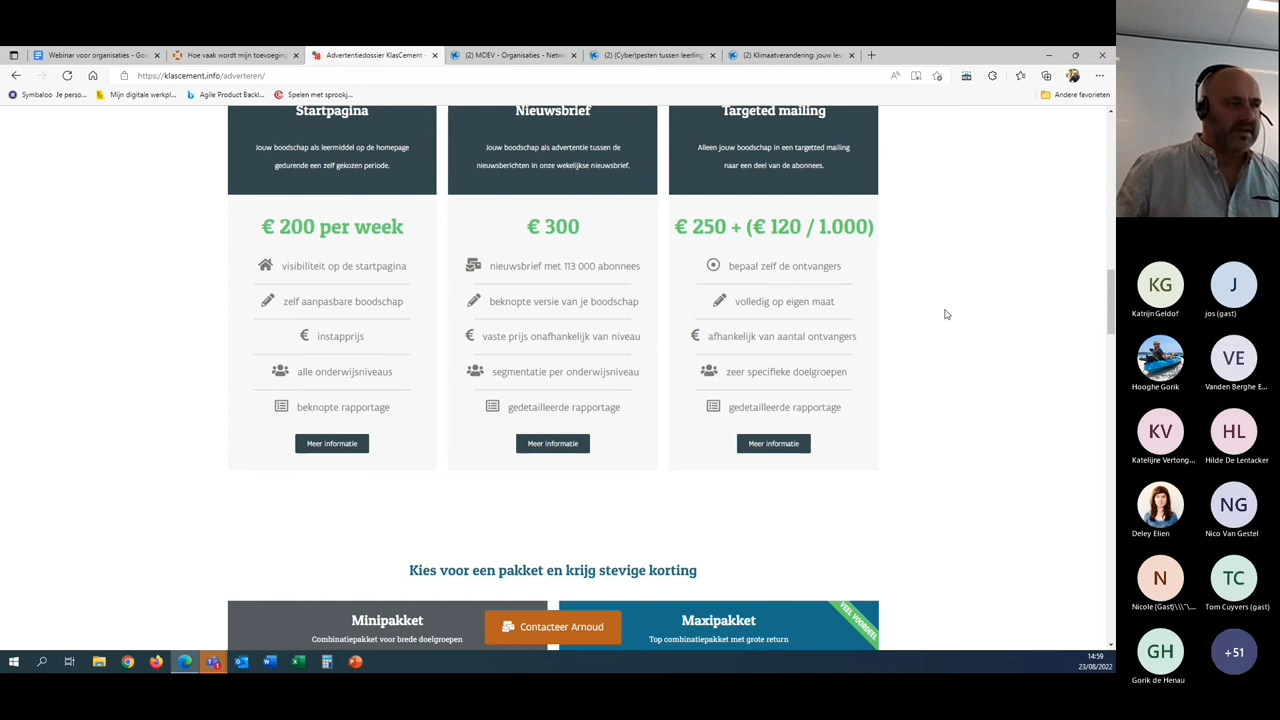 Webinar voor organisaties - Goo
Hoe vaak wordt mijn toevoeging
Advertentiedossier KlasCement -
(2) MOEV - Organisaties - Netwe
(2) (Cyber)pesten tussen leerling
(2) Klimaatverandering: jouw les
https://klascement.info/adverteren/
Symbaloo Je perso...
Mijn digitale werkpl...
Agile Product Backl...
Spelen met sprookj...
Andere favorieten
Startpagina
Jouw boodschap als leermiddel op de homepage
gedurende een zelf gekozen periode.
€ 200 per week
visibiliteit op de startpagina
zelf aanpasbare boodschap
instapprijs
alle onderwijsniveaus
beknopte rapportage
Meer informatie
Nieuwsbrief
Jouw boodschap als advertentie tussen de
nieuwsberichten in onze wekelijkse nieuwsbrief.
€ 300
nieuwsbrief met 113 000 abonnees
beknopte versie van je boodschap
vaste prijs onafhankelijk van niveau
segmentatie per onderwijsniveau
gedetailleerde rapportage
Meer informatie
Targeted mailing
Alleen jouw boodschap in een targetted mailing
naar een deel van de abonnees.
€ 250 + (€ 120 / 1.000)
bepaal zelf de ontvangers
volledig op eigen maat
afhankelijk van aantal ontvangers
zeer specifieke doelgroepen
gedetailleerde rapportage
Meer informatie
Kies voor een pakket en krijg stevige korting
Minipakket
Combinatiepakket voor brede doelgroepen
Contacteer Arnoud
Maxipakket
Top combinatiepakket met grote return
VEEL VOORDEEL
14:59
23/08/2022
KG
Katrijn Geldof
J
jos (gast)
Hooghe Gorik
VE
Vanden Berghe E...
KV
Katelijne Vertong...
HL
Hilde De Lentacker
Deley Elien
NG
Nico Van Gestel
N
Nicole (Gast)\\\"\...
TC
Tom Cuyvers (gast)
GH
Gorik de Henau
+51